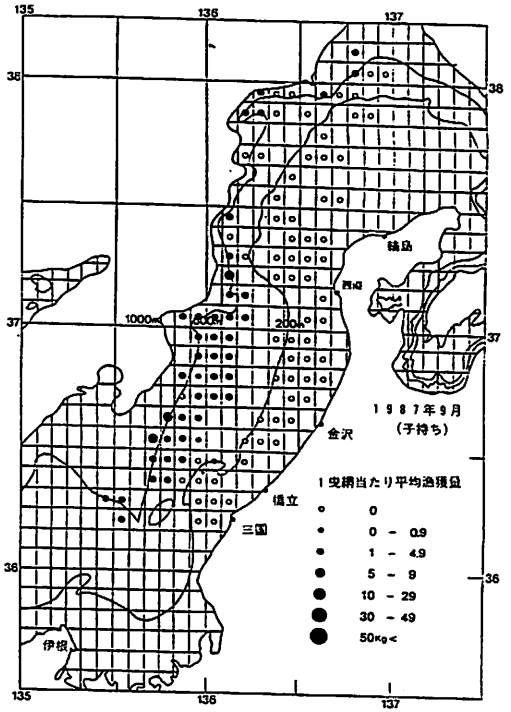 135
136
137
38
38
輪島
西海
1000m
500m
200m
37
37
1987年9月
(子持ち)
金沢
1曳網当たり平均漁獲量
橋立
0
0 - 0.9
三国
1 - 4.9
5 - 9
36
36
10 - 29
30 - 49
50Kg<
伊根
135
136
137